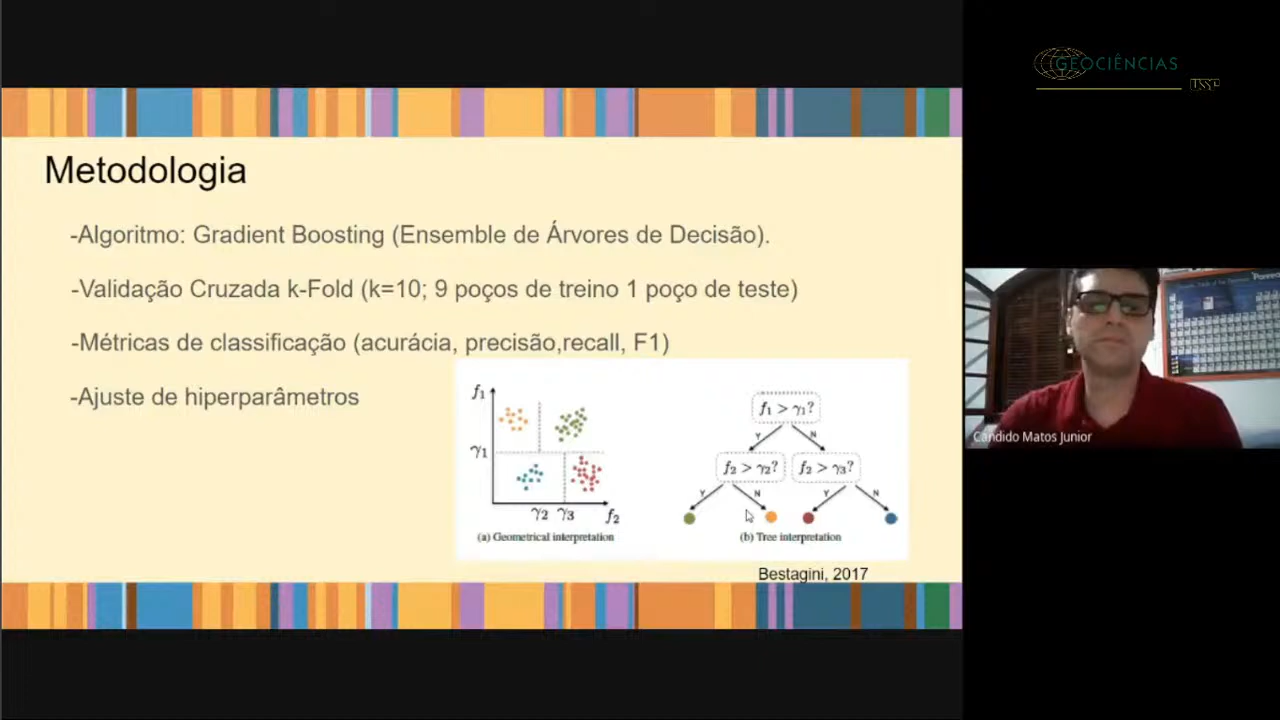 GEOCIÊNCIAS
USP
Metodologia
-Algoritmo: Gradient Boosting (Ensemble de Árvores de Decisão).
-Validação Cruzada k-Fold (k=10; 9 poços de treino 1 poço de teste)
-Métricas de classificação (acurácia, precisão,recall, F1)
-Ajuste de hiperparâmetros
f₁
γ₁
γ₂ γ₃ f₂
(a) Geometrical interpretation
f₁ > γ₁?
Y N
f₂ > γ₂? f₂ > γ₃?
Y N Y N
(b) Tree interpretation
Bestagini, 2017
Candido Matos Junior